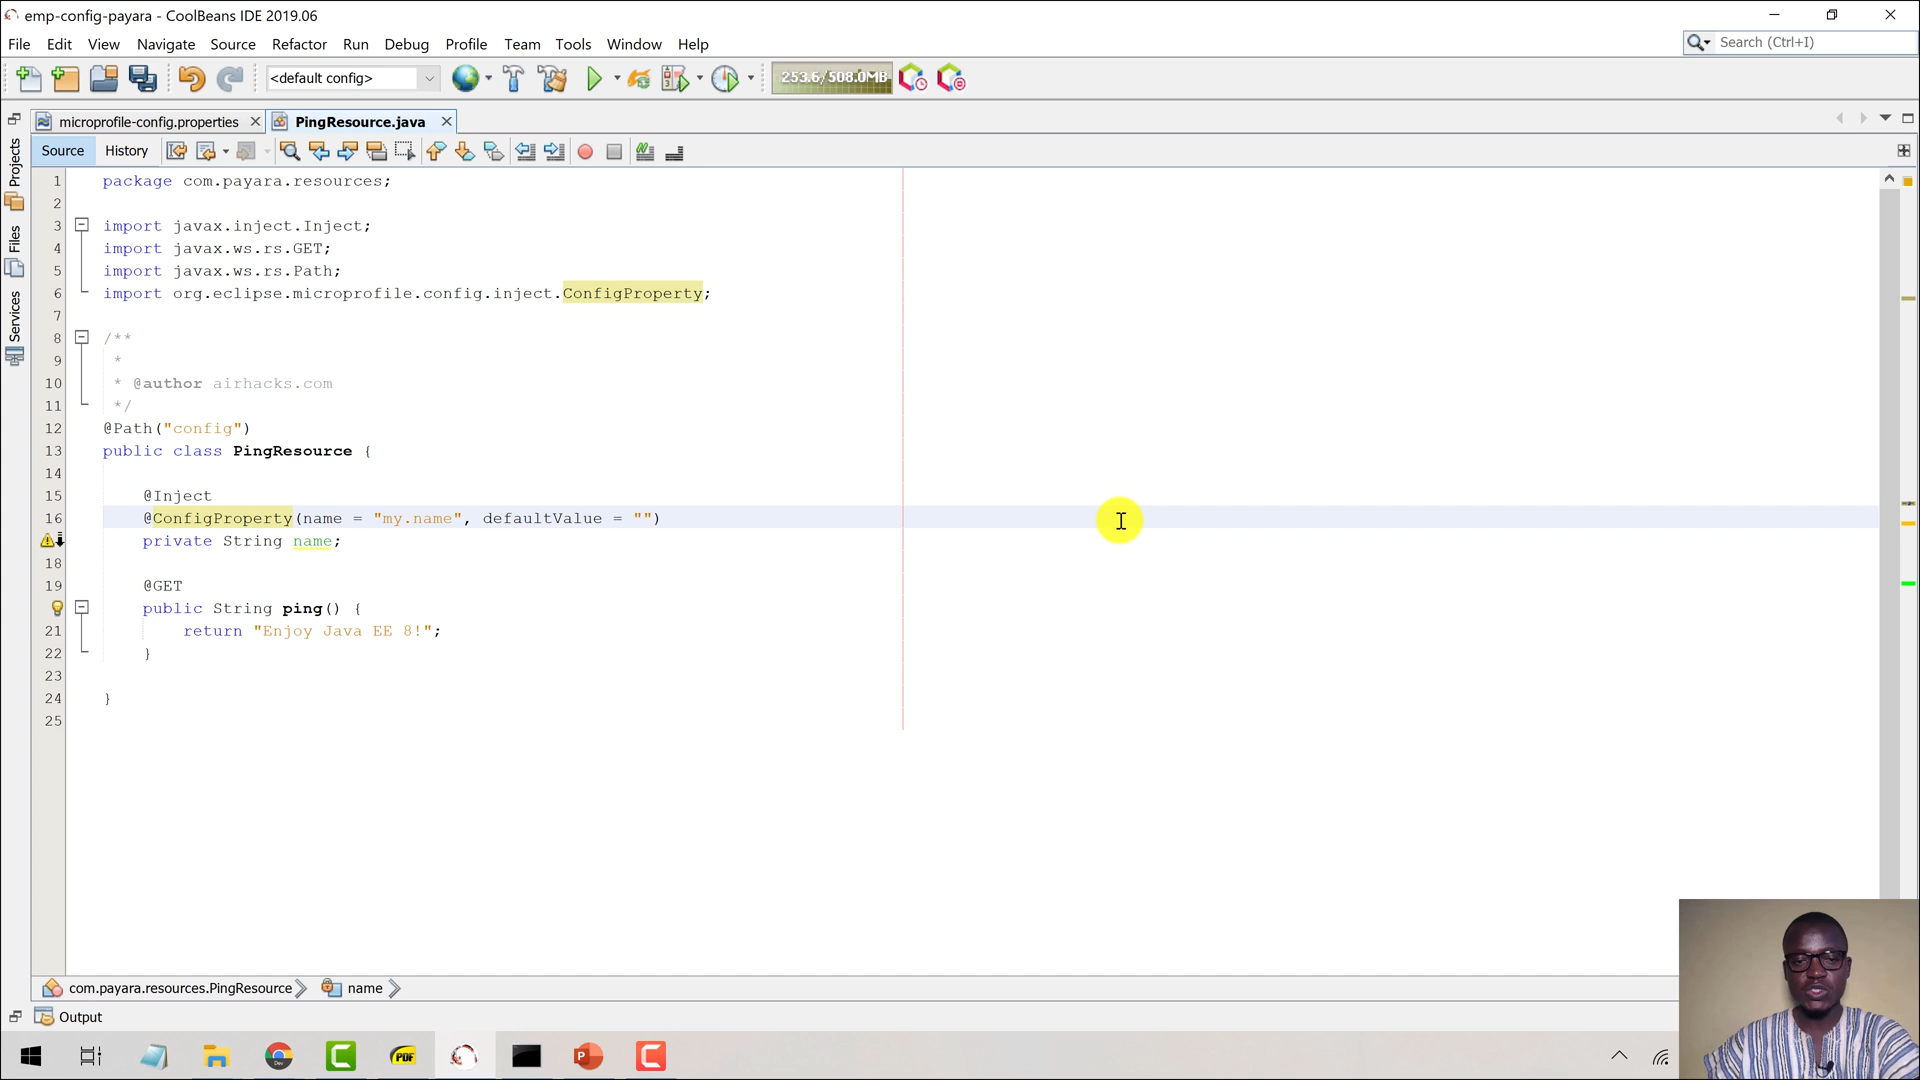 emp-config-payara - CoolBeans IDE 2019.06
File Edit View Navigate Source Refactor Run Debug Profile Team Tools Window Help
Search (Ctrl+I)
<default config>
253.6/508.0MB
microprofile-config.properties
PingResource.java
Source History
Projects
Files
Services
1 package com.payara.resources;
2
3 import javax.inject.Inject;
4 import javax.ws.rs.GET;
5 import javax.ws.rs.Path;
6 import org.eclipse.microprofile.config.inject.ConfigProperty;
7
8 /**
9 *
10 * @author airhacks.com
11 */
12 @Path("config")
13 public class PingResource {
14
15 @Inject
16 @ConfigProperty(name = "my.name", defaultValue = "")
private String name;
18
19 @GET
public String ping() {
21 return "Enjoy Java EE 8!";
22 }
23
24 }
25
com.payara.resources.PingResource name
Output
PDF
P